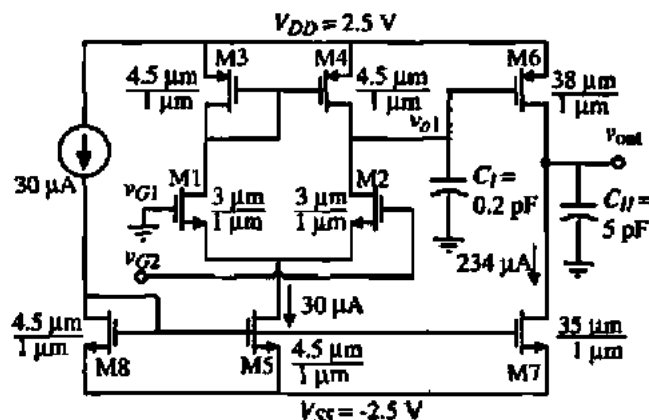 V_DD = 2.5 V
M3
M4
M6
4.5 μm
1 μm
4.5 μm
1 μm
38 μm
1 μm
v_o1
v_out
30 μA
v_G1
M1
M2
3 μm
1 μm
3 μm
1 μm
C_I =
0.2 pF
C_II =
5 pF
v_G2
234 μA
30 μA
4.5 μm
1 μm
M8
M5
4.5 μm
1 μm
M7
35 μm
1 μm
V_SS = -2.5 V